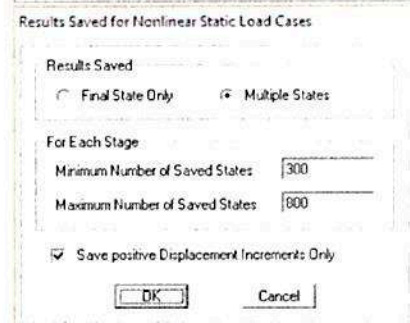 Results Saved for Nonlinear Static Load Cases
Results Saved
Final State Only Multiple States
For Each Stage
Minimum Number of Saved States 300
Maximum Number of Saved States 800
Save positive Displacement Increments Only
OK Cancel